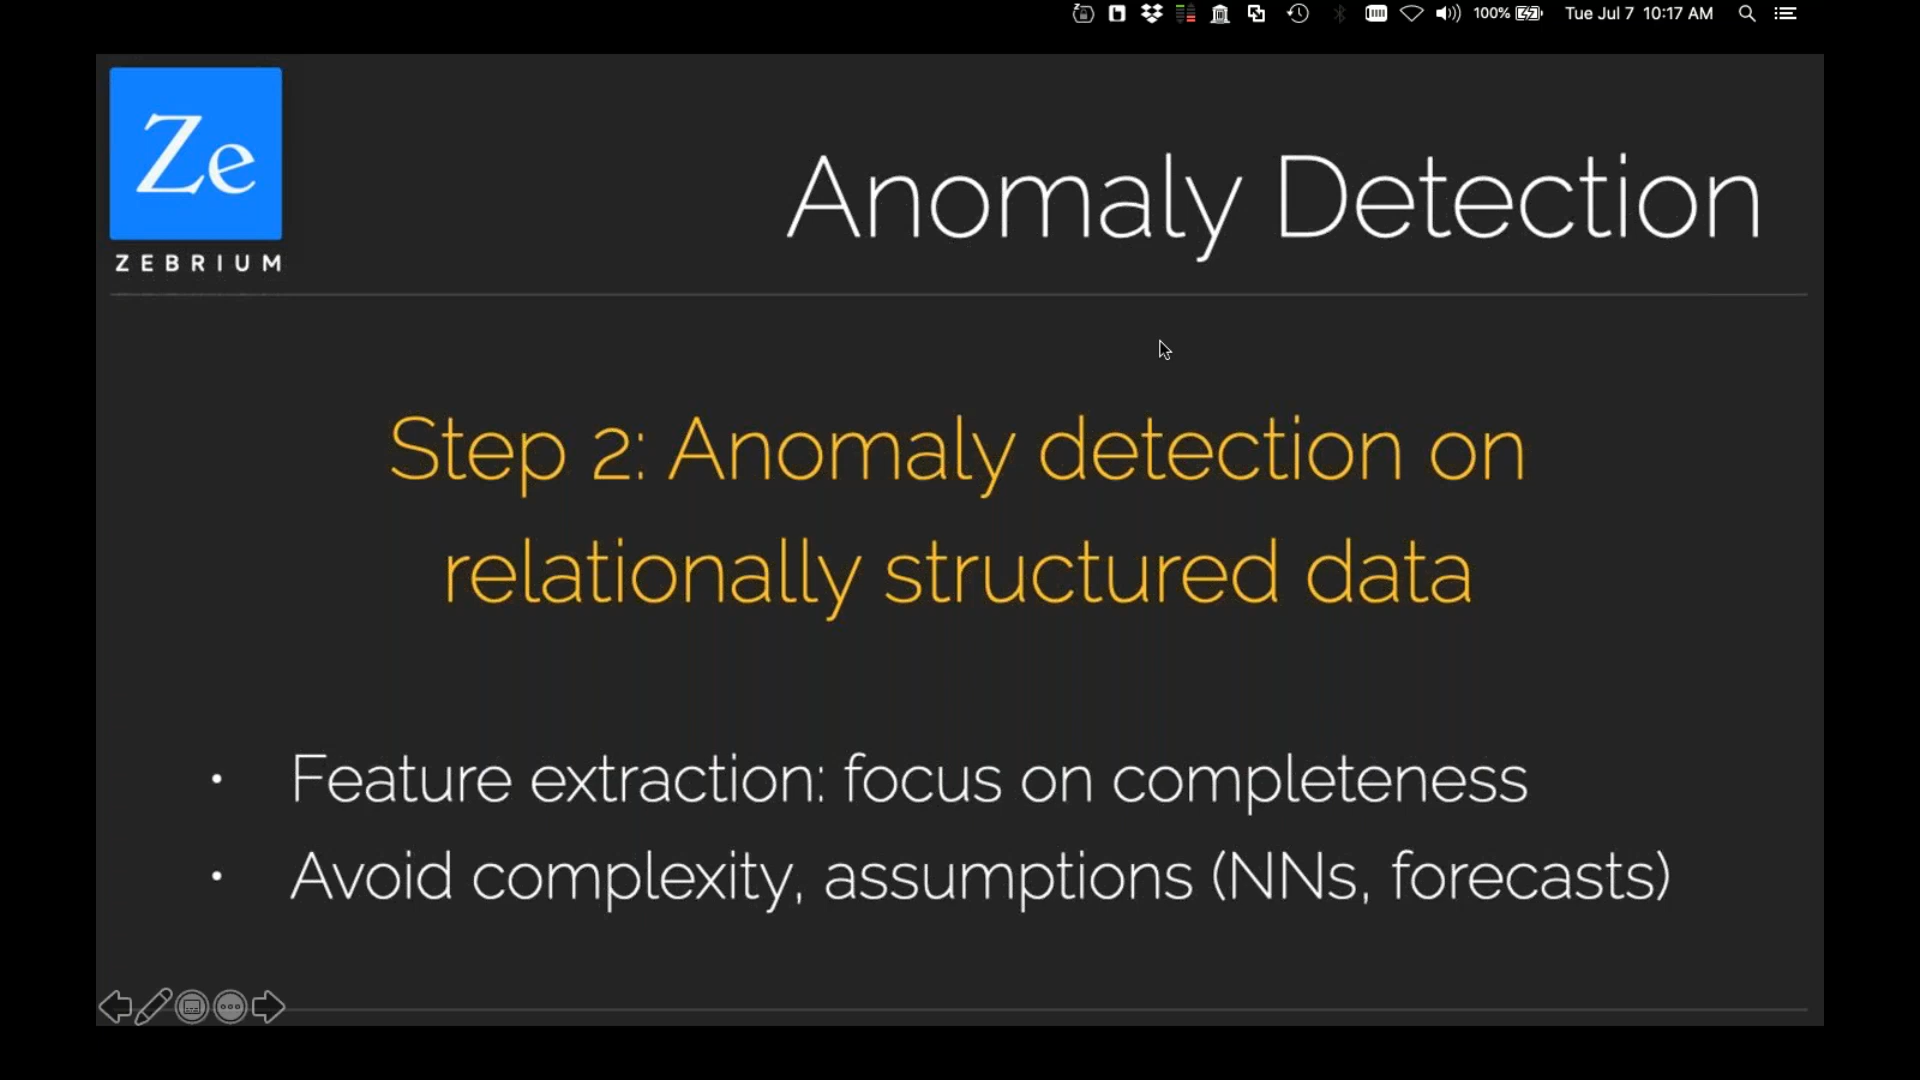 100% Tue Jul 7 10:17 AM
Ze
ZEBRIUM
Anomaly Detection
Step 2: Anomaly detection on
relationally structured data
• Feature extraction: focus on completeness
• Avoid complexity, assumptions (NNs, forecasts)